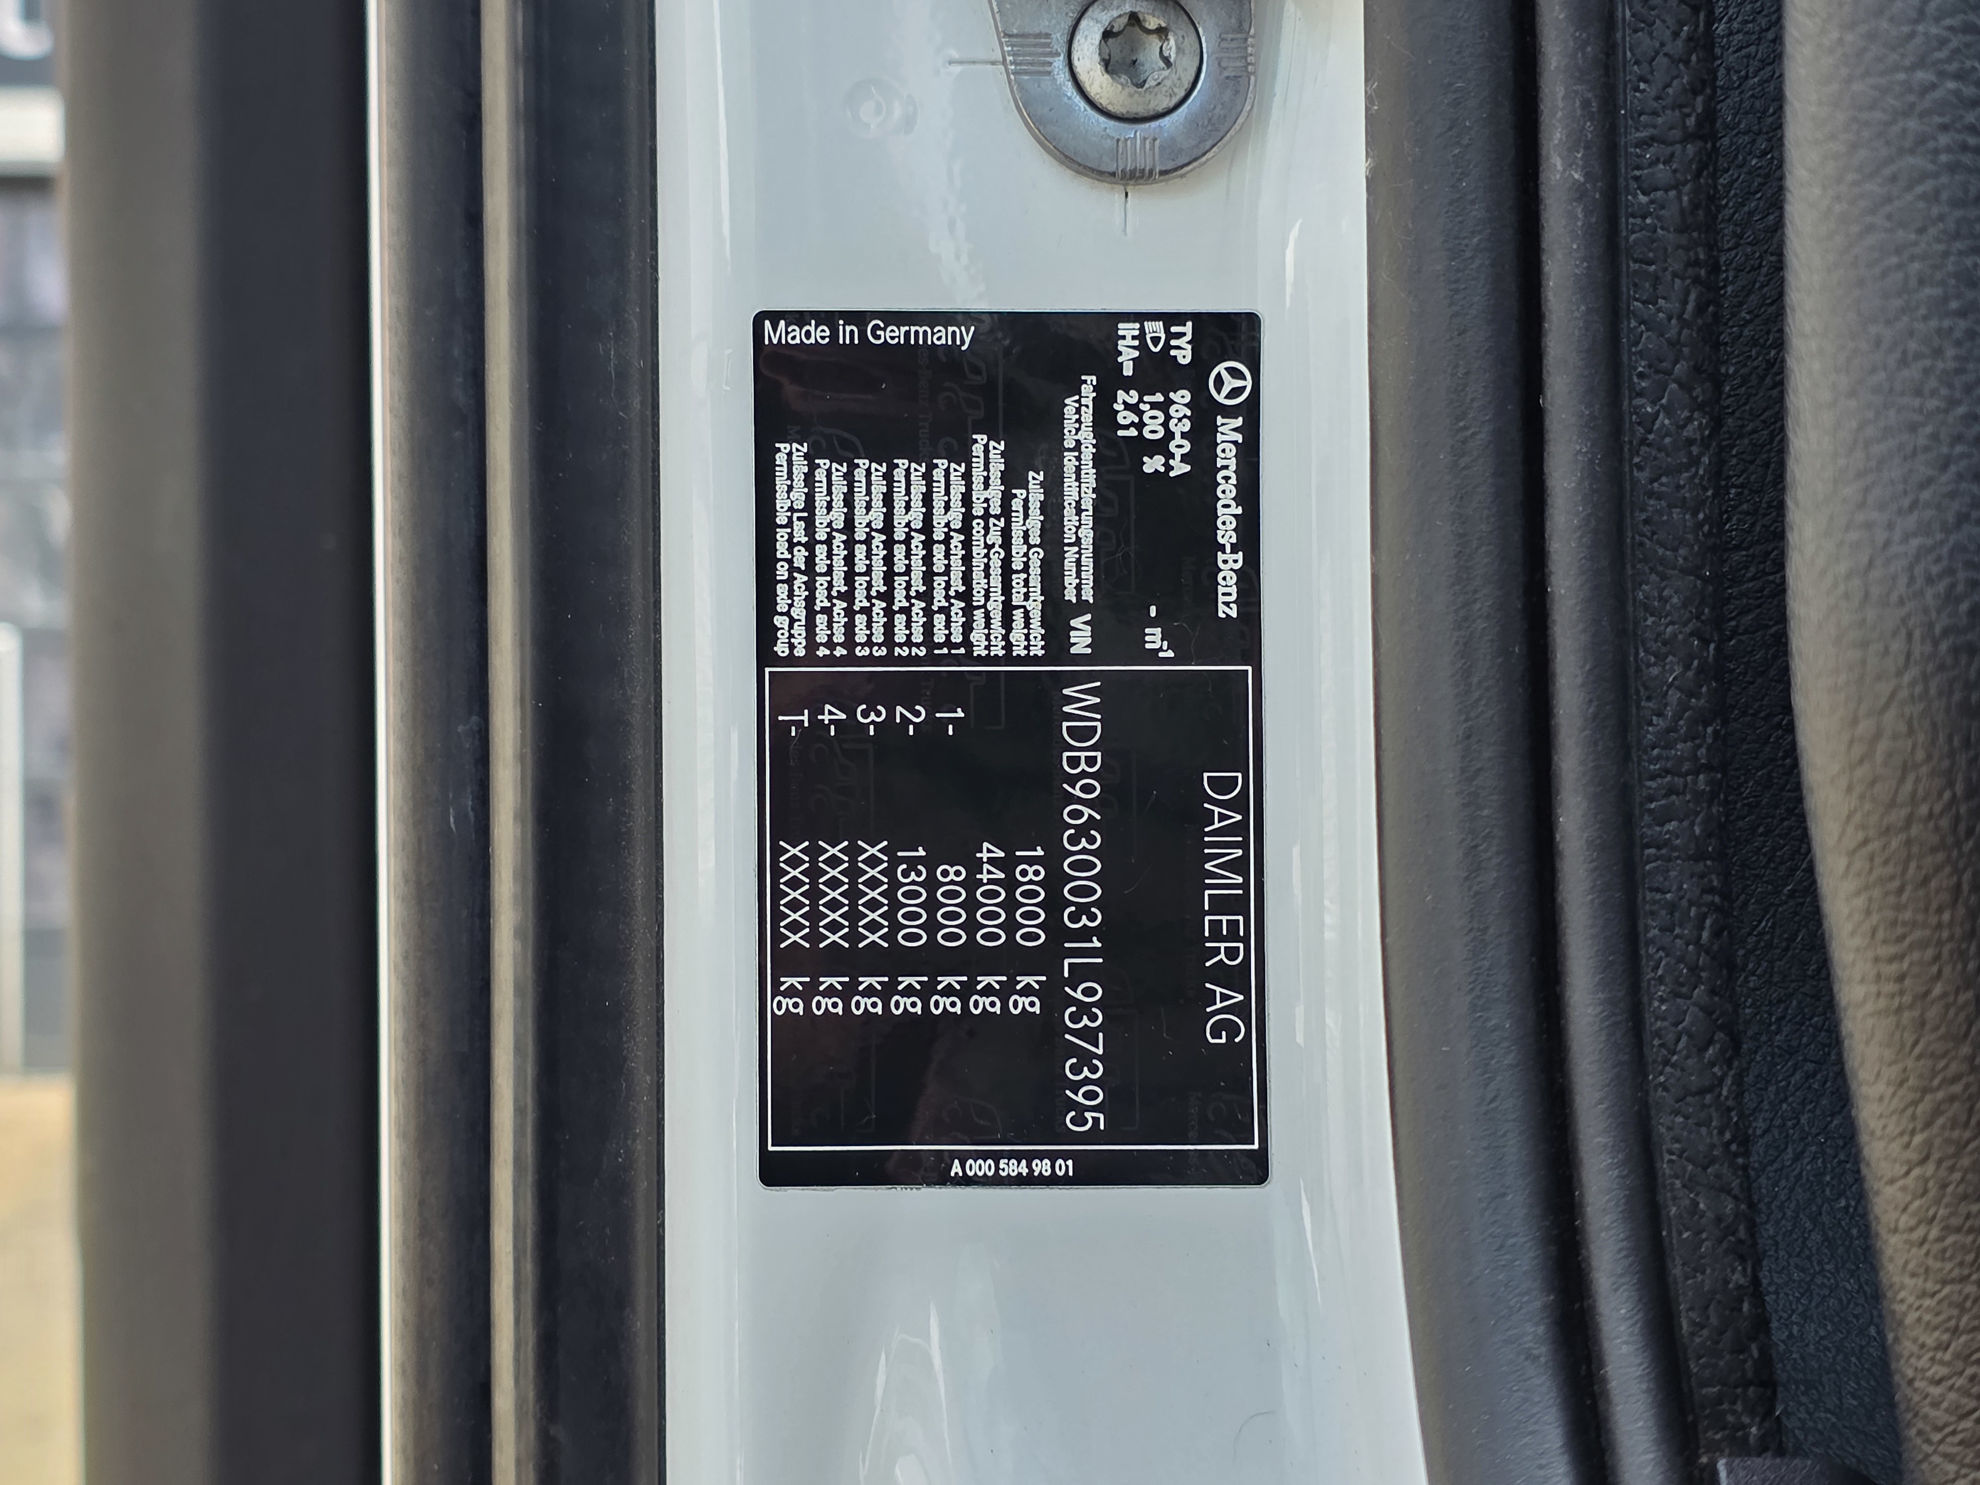 Mercedes-Benz
TYP 963-0-A
1,00 % - m-1
IHA= 2,61
Fahrzeugidentifizierungsnummer
Vehicle Identification Number
VIN
Zulässiges Gesamtgewicht
Permissible total weight
Zulässiges Zug-Gesamtgewicht
Permissible combination weight
Zulässige Achslast, Achse 1
Permissible axle load, axle 1
Zulässige Achslast, Achse 2
Permissible axle load, axle 2
Zulässige Achslast, Achse 3
Permissible axle load, axle 3
Zulässige Achslast, Achse 4
Permissible axle load, axle 4
Zulässige Last der Achsgruppe
Permissible load on axle group
Made in Germany
DAIMLER AG
WDB9630031L937395
18000 kg
44000 kg
1- 8000 kg
2- 13000 kg
3- XXXXX kg
4- XXXXX kg
T- XXXXX kg
A 000 584 98 01